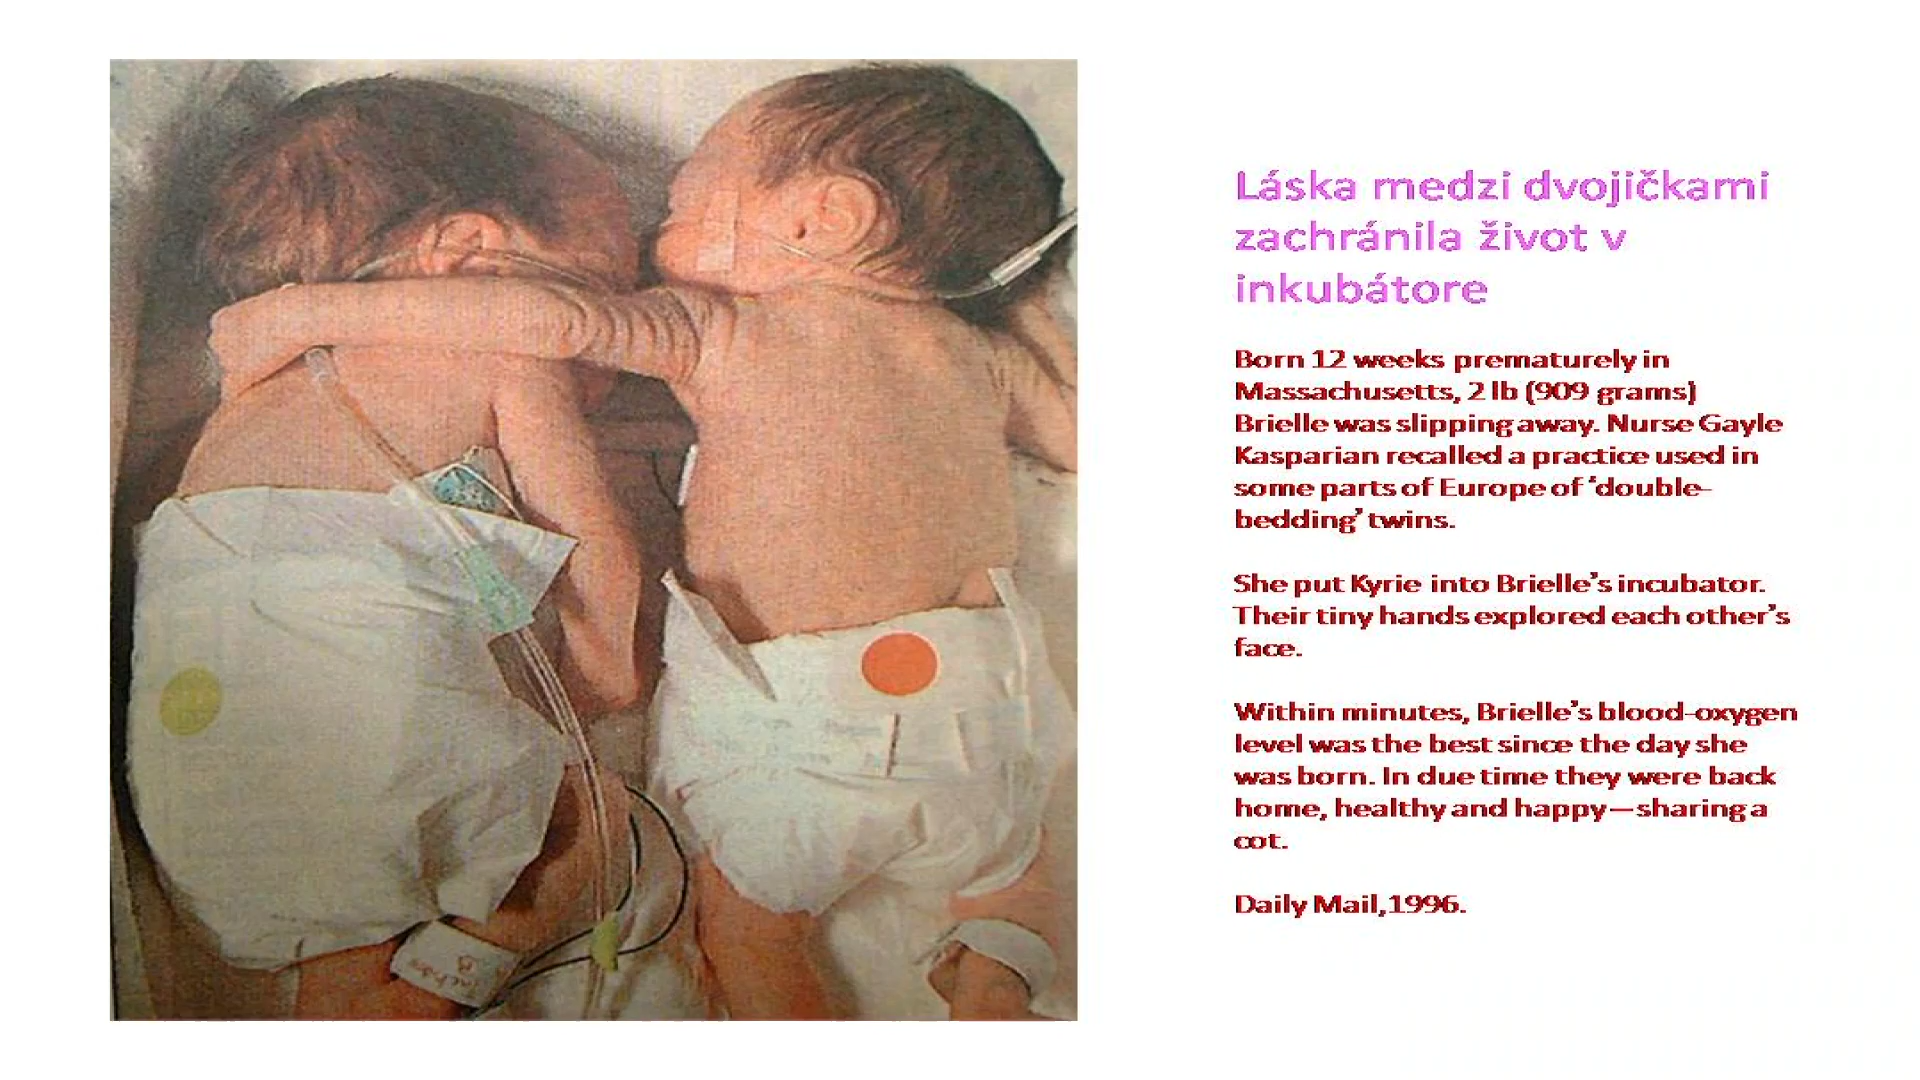 Láska medzi dvojičkami
zachránila život v
inkubátore
Born 12 weeks prematurely in
Massachusetts, 2 lb (909 grams)
Brielle was slipping away. Nurse Gayle
Kasparian recalled a practice used in
some parts of Europe of ‘double-
bedding’ twins.
She put Kyrie into Brielle’s incubator.
Their tiny hands explored each other’s
face.
Within minutes, Brielle’s blood-oxygen
level was the best since the day she
was born. In due time they were back
home, healthy and happy—sharing a
cot.
Daily Mail,1996.